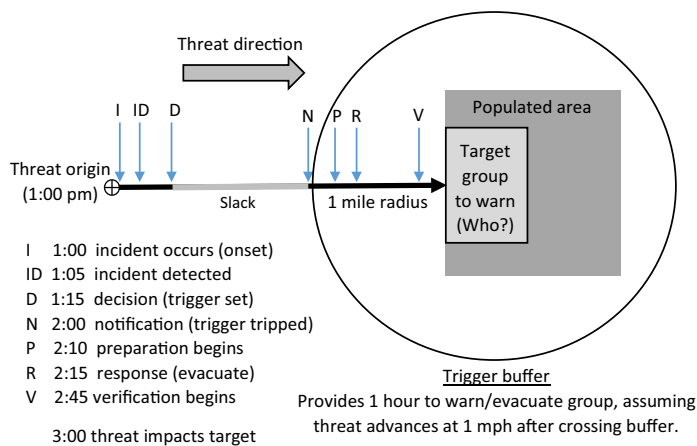 Threat direction
I ID D N P R V
Populated area
Threat origin
(1:00 pm)
Slack
1 mile radius
Target
group
to warn
(Who?)
I 1:00 incident occurs (onset)
ID 1:05 incident detected
D 1:15 decision (trigger set)
N 2:00 notification (trigger tripped)
P 2:10 preparation begins
R 2:15 response (evacuate)
V 2:45 verification begins
3:00 threat impacts target
Trigger buffer
Provides 1 hour to warn/evacuate group, assuming
threat advances at 1 mph after crossing buffer.